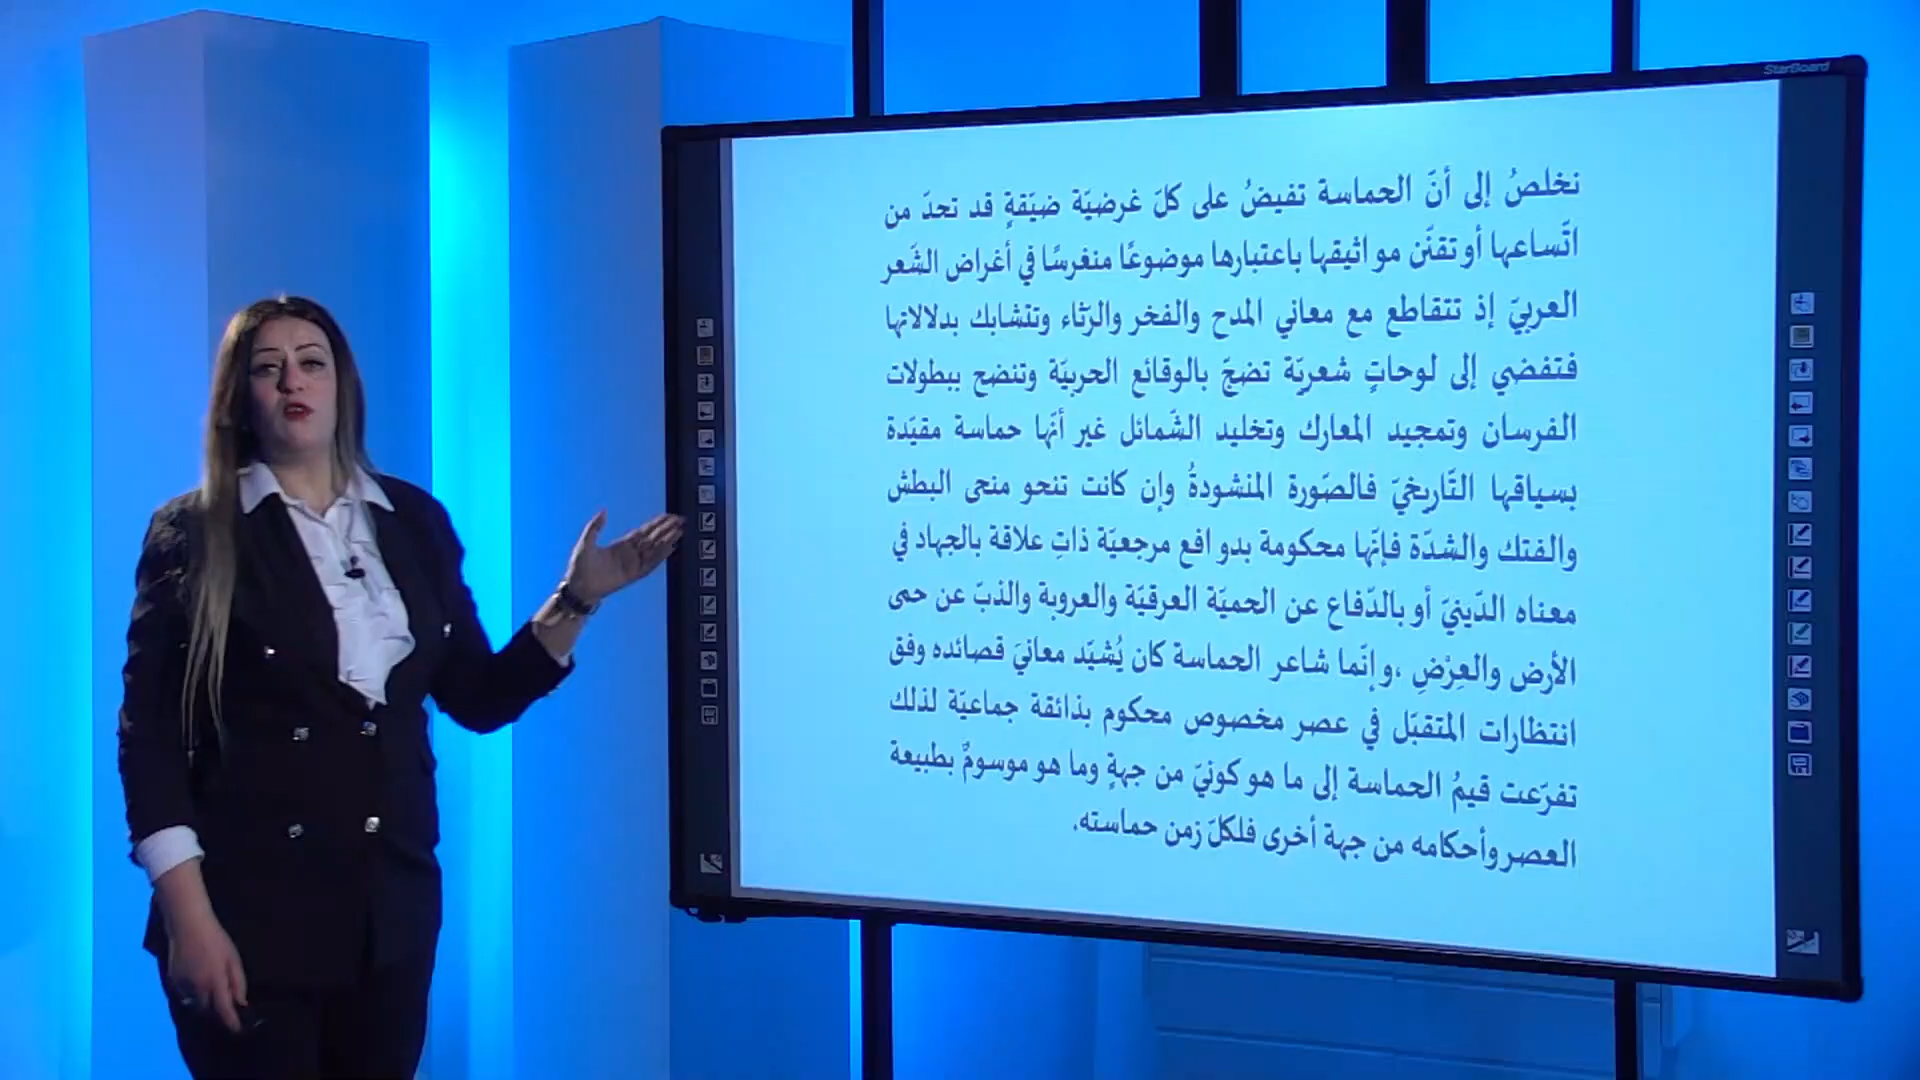 StarBoard
نخلصُ إلى أنّ الحماسة تفيضُ على كلّ غرضيّة ضيّقةٍ قد تحدّ من
اتّساعها أو تقنّن مواثيقها باعتبارها موضوعًا منغرسًا في أغراض الشّعر
العربيّ إذ تتقاطع مع معاني المدح والفخر والرّثاء وتتشابك بدلالاتها
فتفضي إلى لوحاتٍ شعريّة تضجّ بالوقائع الحربيّة وتنضح ببطولات
الفرسان وتمجيد المعارك وتخليد الشّمائل غير أنّها حماسة مقيّدة
بسياقها التّاريخيّ فالصّورة المنشودةُ وإن كانت تنحو منحى البطش
والفتك والشدّة فإنّها محكومة بدوافع مرجعيّة ذاتِ علاقة بالجهاد في
معناه الدّينيّ أو بالدّفاع عن الحميّة العرقيّة والعروبة والذبّ عن حمى
الأرض والعِرْضِ ،وإنّما شاعر الحماسة كان يُشيّد معانيَ قصائده وفق
انتظارات المتقبّل في عصر مخصوص محكوم بذائقة جماعيّة لذلك
تفرّعت قيمُ الحماسة إلى ما هو كونيّ من جهةٍ وما هو موسومٌ بطبيعة
العصر وأحكامه من جهة أخرى فلكلّ زمن حماسته.